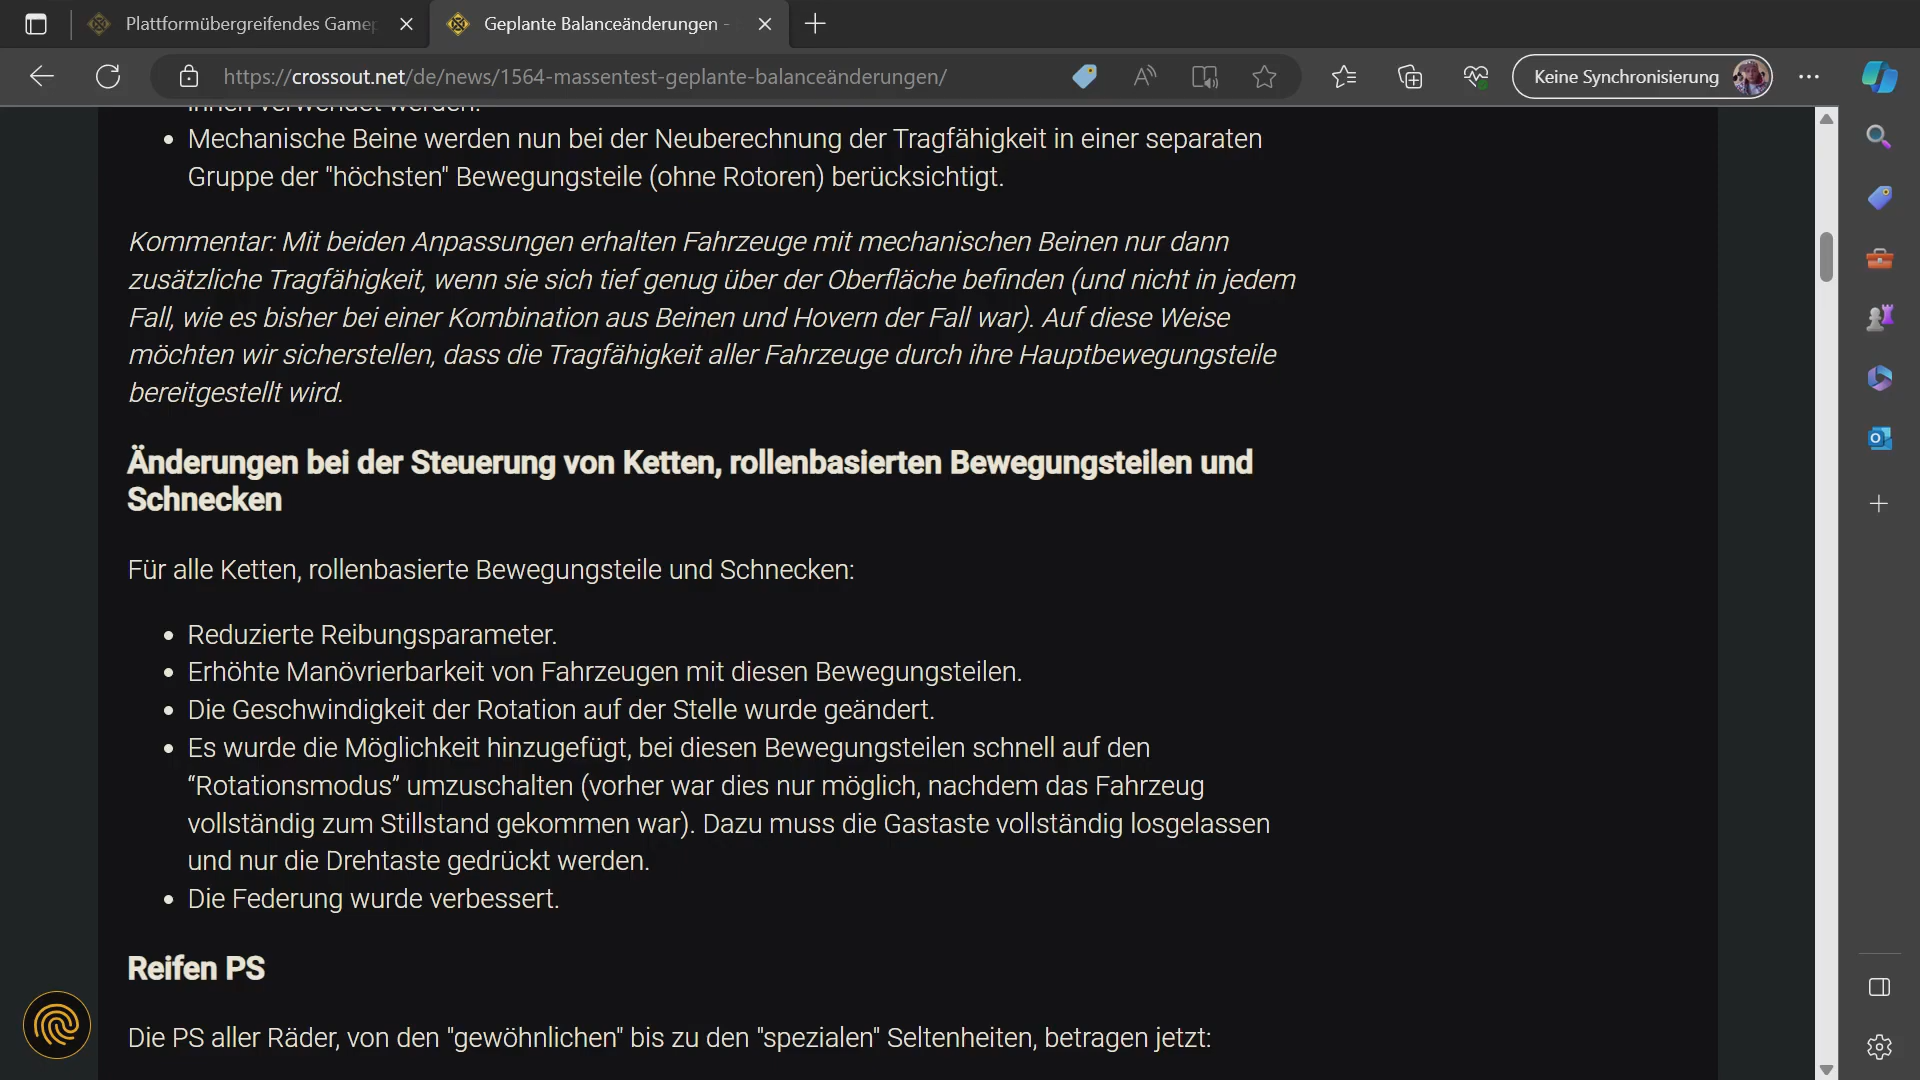 Plattformübergreifendes Gamep
Geplante Balanceänderungen -
https://crossout.net/de/news/1564-massentest-geplante-balanceänderungen/
Keine Synchronisierung
ihnen verwendet werden.
Mechanische Beine werden nun bei der Neuberechnung der Tragfähigkeit in einer separaten
Gruppe der "höchsten" Bewegungsteile (ohne Rotoren) berücksichtigt.
Kommentar: Mit beiden Anpassungen erhalten Fahrzeuge mit mechanischen Beinen nur dann
zusätzliche Tragfähigkeit, wenn sie sich tief genug über der Oberfläche befinden (und nicht in jedem
Fall, wie es bisher bei einer Kombination aus Beinen und Hovern der Fall war). Auf diese Weise
möchten wir sicherstellen, dass die Tragfähigkeit aller Fahrzeuge durch ihre Hauptbewegungsteile
bereitgestellt wird.
Änderungen bei der Steuerung von Ketten, rollenbasierten Bewegungsteilen und
Schnecken
Für alle Ketten, rollenbasierte Bewegungsteile und Schnecken:
Reduzierte Reibungsparameter.
Erhöhte Manövrierbarkeit von Fahrzeugen mit diesen Bewegungsteilen.
Die Geschwindigkeit der Rotation auf der Stelle wurde geändert.
Es wurde die Möglichkeit hinzugefügt, bei diesen Bewegungsteilen schnell auf den
“Rotationsmodus” umzuschalten (vorher war dies nur möglich, nachdem das Fahrzeug
vollständig zum Stillstand gekommen war). Dazu muss die Gastaste vollständig losgelassen
und nur die Drehtaste gedrückt werden.
Die Federung wurde verbessert.
Reifen PS
Die PS aller Räder, von den "gewöhnlichen" bis zu den "spezialen" Seltenheiten, betragen jetzt: